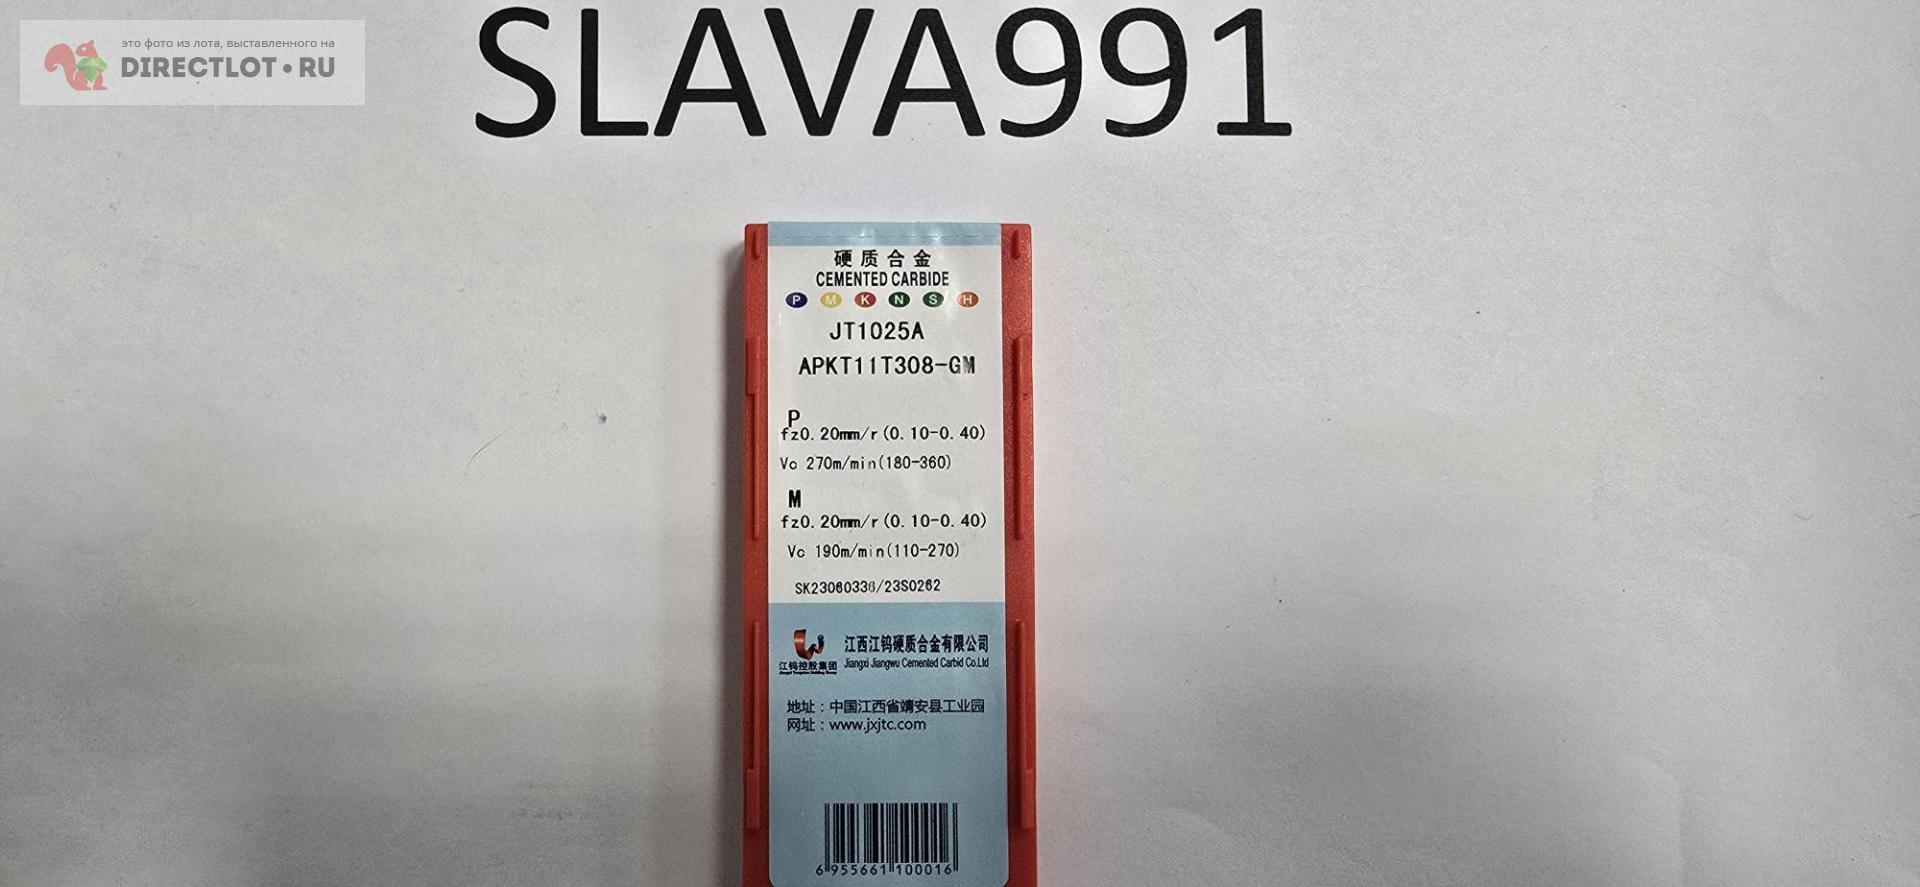 это фото из лота, выставленного на
DIRECTLOT•RU
SLAVA991
硬质合金
CEMENTED CARBIDE
P M K N S H
JT1025A
APKT11T308-GM
P
fz0.20mm/r(0.10-0.40)
Vc 270m/min(180-360)
M
fz0.20mm/r(0.10-0.40)
Vc 190m/min(110-270)
SK23060336/23S0262
江钨控股集团
江西江钨硬质合金有限公司
Jiangxi Jiangwu Cemented Carbid Co.Ltd
地址：中国江西省靖安县工业园
网址：www.jxjtc.com
6 955661 100016